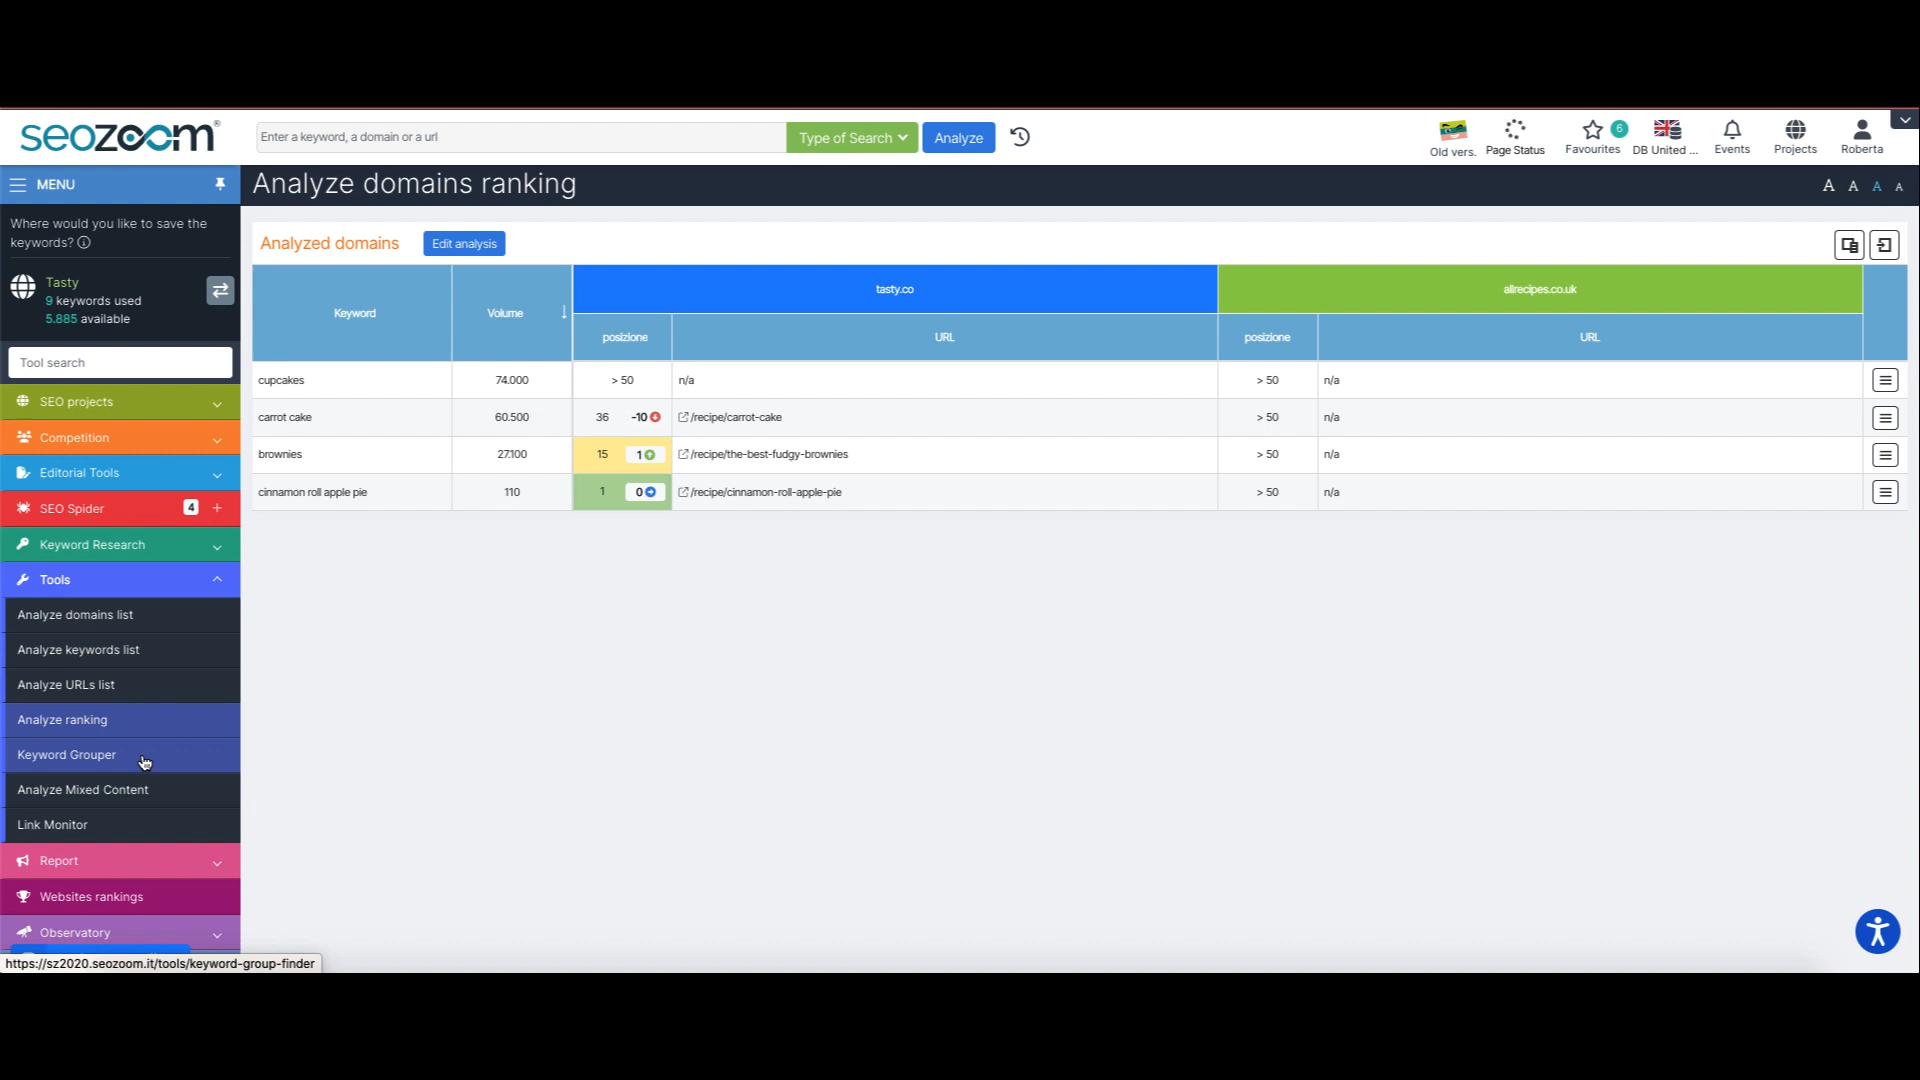 seozoom®
Enter a keyword, a domain or a url
Type of Search
Analyze
Old vers.
Page Status
Favourites
6
DB United ...
Events
Projects
Roberta
MENU
Analyze domains ranking
A A A A
Where would you like to save the
keywords?
Tasty
9 keywords used
5.885 available
Tool search
SEO projects
Competition
Editorial Tools
SEO Spider 4 +
Keyword Research
Tools
Analyze domains list
Analyze keywords list
Analyze URLs list
Analyze ranking
Keyword Grouper
Analyze Mixed Content
Link Monitor
Report
Websites rankings
Observatory
https://sz2020.seozoom.it/tools/keyword-group-finder
Analyzed domains
Edit analysis
Keyword Volume tasty.co allrecipes.co.uk
posizione URL posizione URL
cupcakes 74.000 > 50 n/a > 50 n/a
carrot cake 60.500 36 -10 /recipe/carrot-cake > 50 n/a
brownies 27.100 15 1 /recipe/the-best-fudgy-brownies > 50 n/a
cinnamon roll apple pie 110 1 0 /recipe/cinnamon-roll-apple-pie > 50 n/a